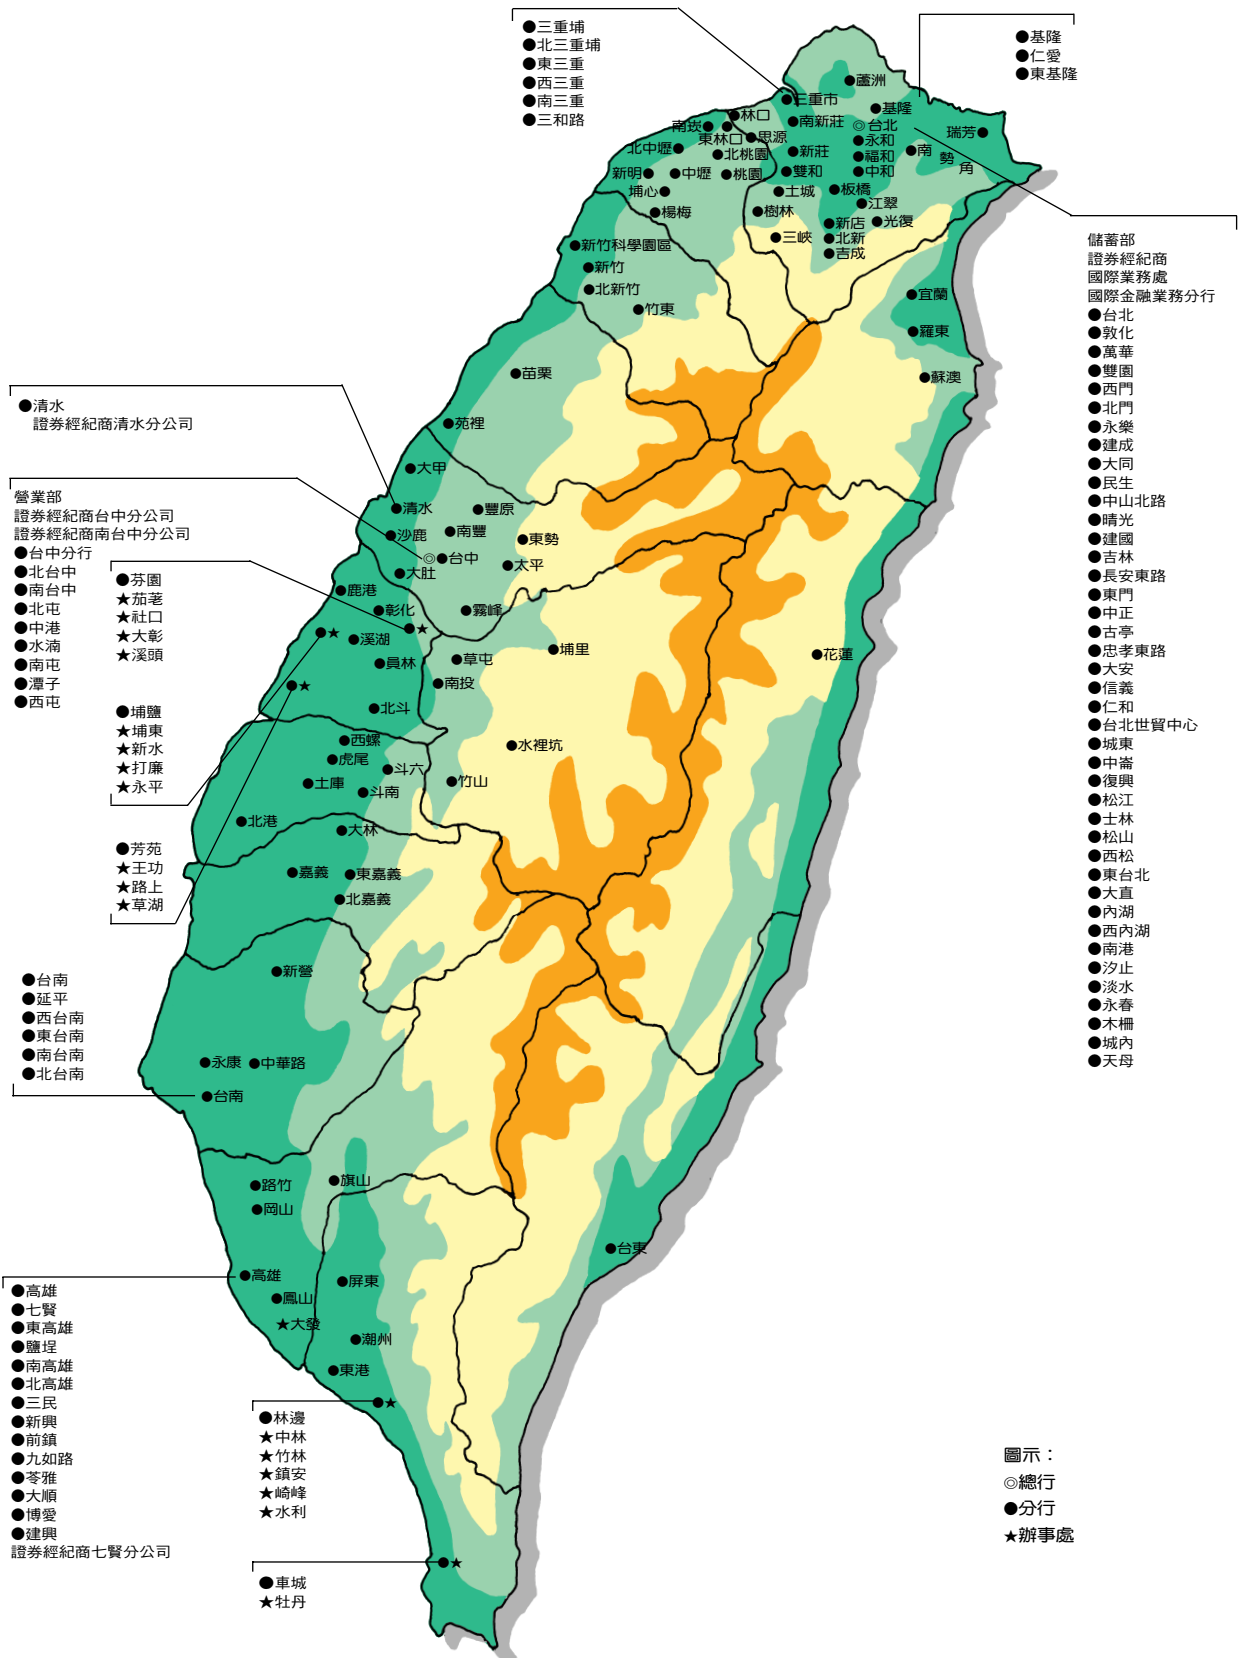 ●三重埔
●北三重埔
●東三重
●西三重
●南三重
●三和路
●基隆
●仁愛
●東基隆
●蘆洲
●三重市
●基隆
●林口
●南新莊
◎台北
●南崁
東林口
●思源
●永和
瑞芳●
●北中壢
●北桃園
●新莊
●福和
●南勢角
●新明
●中壢
●桃園
●雙和
●中和
●埔心
●土城
●板橋
●楊梅
●樹林
●江翠
●新店
●光復
●三峽
●北新
●吉成
●新竹科學園區
●新竹
●北新竹
●竹東
●宜蘭
●羅東
●蘇澳
儲蓄部
證券經紀商
國際業務處
國際金融業務分行
●台北
●敦化
●萬華
●雙園
●西門
●北門
●永樂
●建成
●大同
●民生
●中山北路
●晴光
●建國
●吉林
●長安東路
●東門
●中正
●古亭
●忠孝東路
●大安
●信義
●仁和
●台北世貿中心
●城東
●中崙
●復興
●松江
●士林
●松山
●西松
●東台北
●大直
●內湖
●西內湖
●南港
●汐止
●淡水
●永春
●木柵
●城內
●天母
●苗栗
●苑裡
●清水
證券經紀商清水分公司
●大甲
●清水
●豐原
●沙鹿
●南豐
●東勢
◎●台中
●太平
●大肚
營業部
證券經紀商台中分公司
證券經紀商南台中分公司
●台中分行
●北台中
●南台中
●北屯
●中港
●水湳
●南屯
●潭子
●西屯
●芬園
★茄荖
★社口
★大彰
★溪頭
●鹿港
●彰化
●霧峰
●★
●★
●溪湖
●員林
●草屯
●埔里
●花蓮
●★
●南投
●北斗
●埔鹽
★埔東
★新水
★打廉
★永平
●西螺
●虎尾
●斗六
●水裡坑
●土庫
●斗南
●竹山
●北港
●大林
●芳苑
★王功
★路上
★草湖
●嘉義
●東嘉義
●北嘉義
●新營
●台南
●延平
●西台南
●東台南
●南台南
●北台南
●永康
●中華路
●台南
●路竹
●旗山
●岡山
●台東
●高雄
●屏東
●鳳山
★大發
●潮州
●東港
●★
●高雄
●七賢
●東高雄
●鹽埕
●南高雄
●北高雄
●三民
●新興
●前鎮
●九如路
●苓雅
●大順
●博愛
●建興
證券經紀商七賢分公司
●林邊
★中林
★竹林
★鎮安
★崎峰
★水利
●★
●車城
★牡丹
圖示：
◎總行
●分行
★辦事處